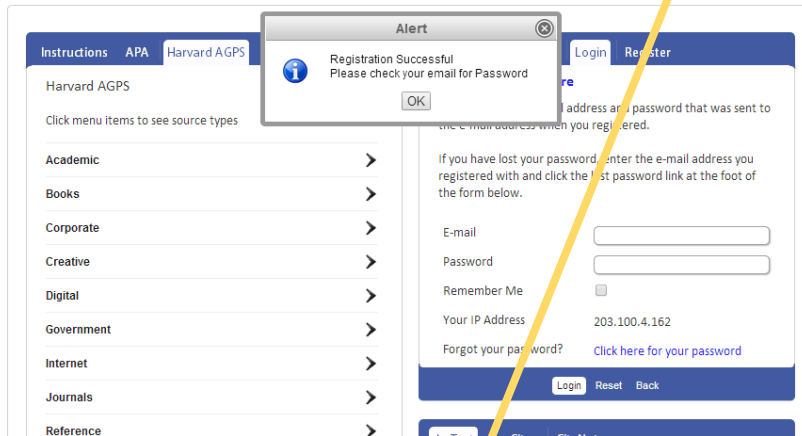 Alert
Registration Successful
Please check your email for Password
OK
Instructions APA Harvard AGPS
Harvard AGPS
Click menu items to see source types
Academic
Books
Corporate
Creative
Digital
Government
Internet
Journals
Reference
Login Register
address and password that was sent to
the e-mail address when you registered.
If you have lost your password, enter the e-mail address you
registered with and click the lost password link at the foot of
the form below.
E-mail
Password
Remember Me
Your IP Address 203.100.4.162
Forgot your password? Click here for your password
Login Reset Back